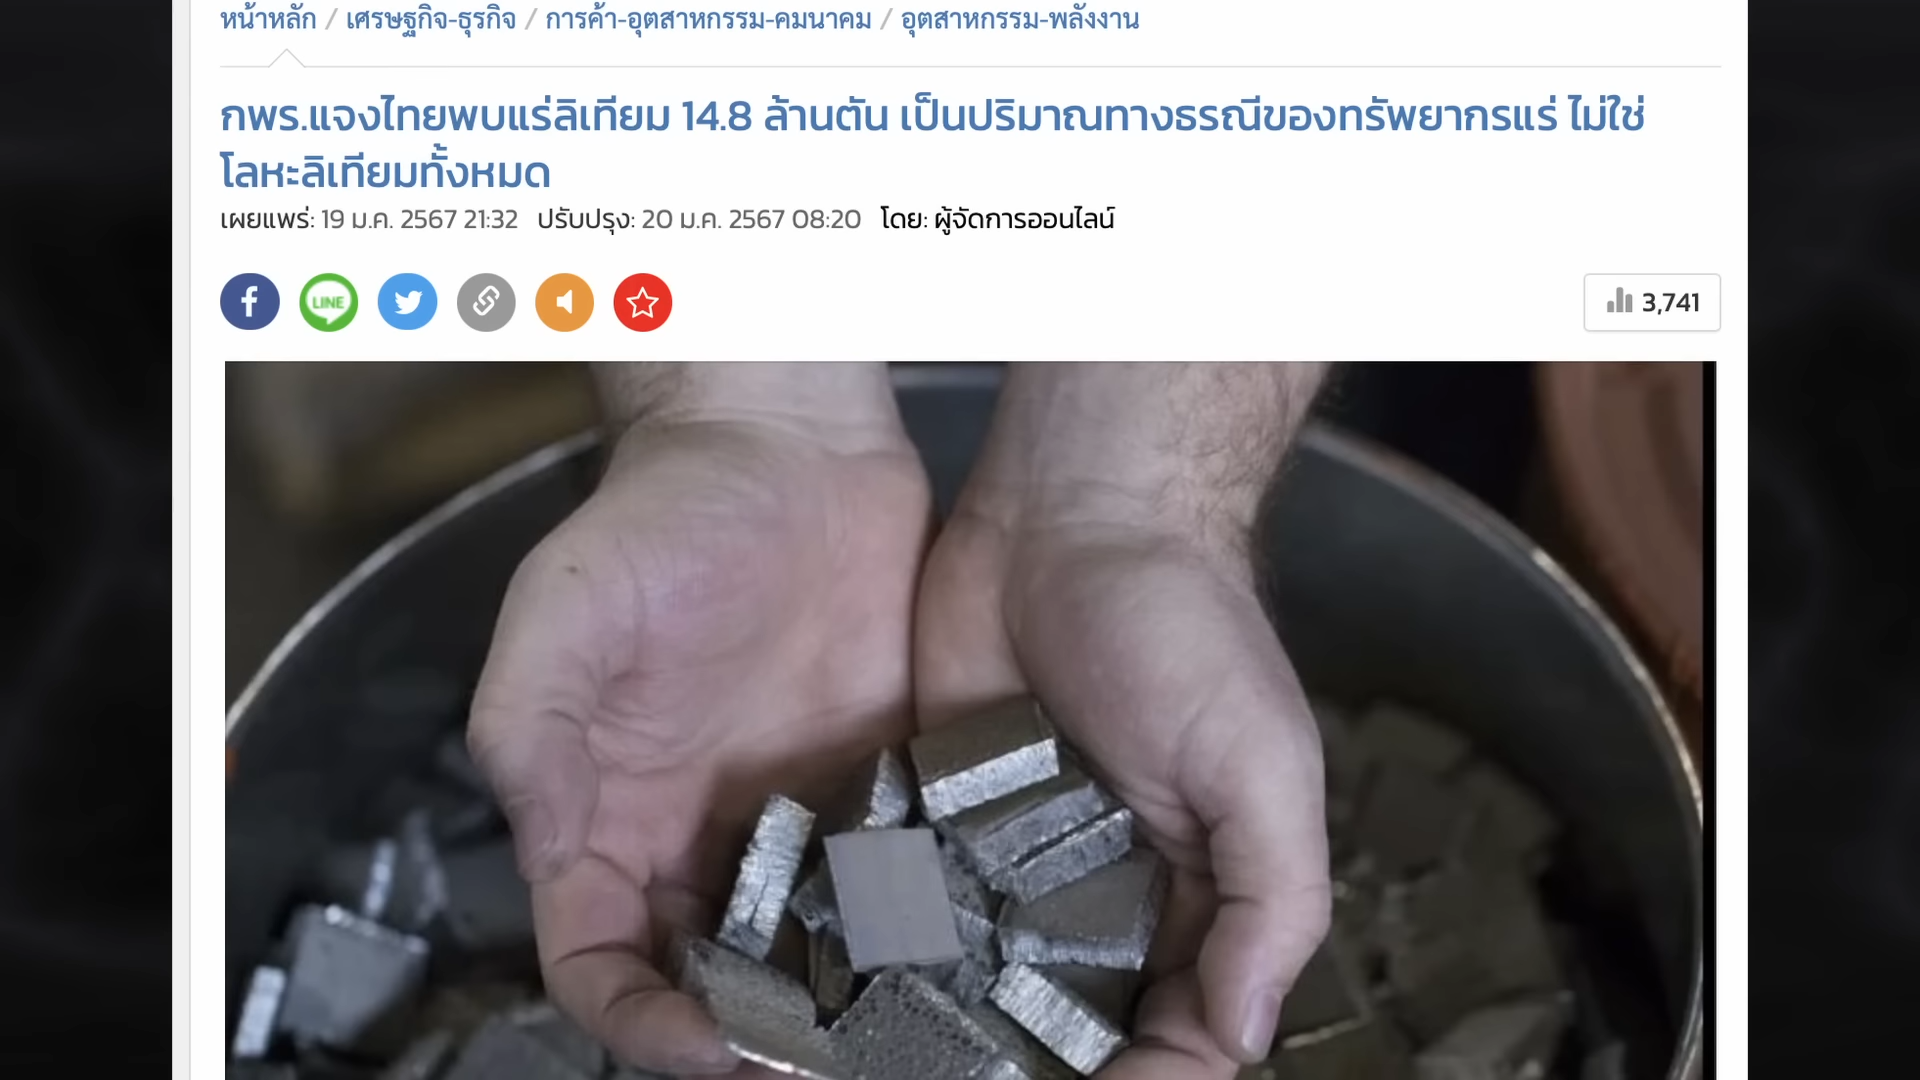 หน้าหลัก / เศรษฐกิจ-ธุรกิจ / การค้า-อุตสาหกรรม-คมนาคม / อุตสาหกรรม-พลังงาน
กพร.แจงไทยพบแร่ลิเทียม 14.8 ล้านตัน เป็นปริมาณทางธรณีของทรัพยากรแร่ ไม่ใช่
โลหะลิเทียมทั้งหมด
เผยแพร่: 19 ม.ค. 2567 21:32 ปรับปรุง: 20 ม.ค. 2567 08:20 โดย: ผู้จัดการออนไลน์
LINE
3,741